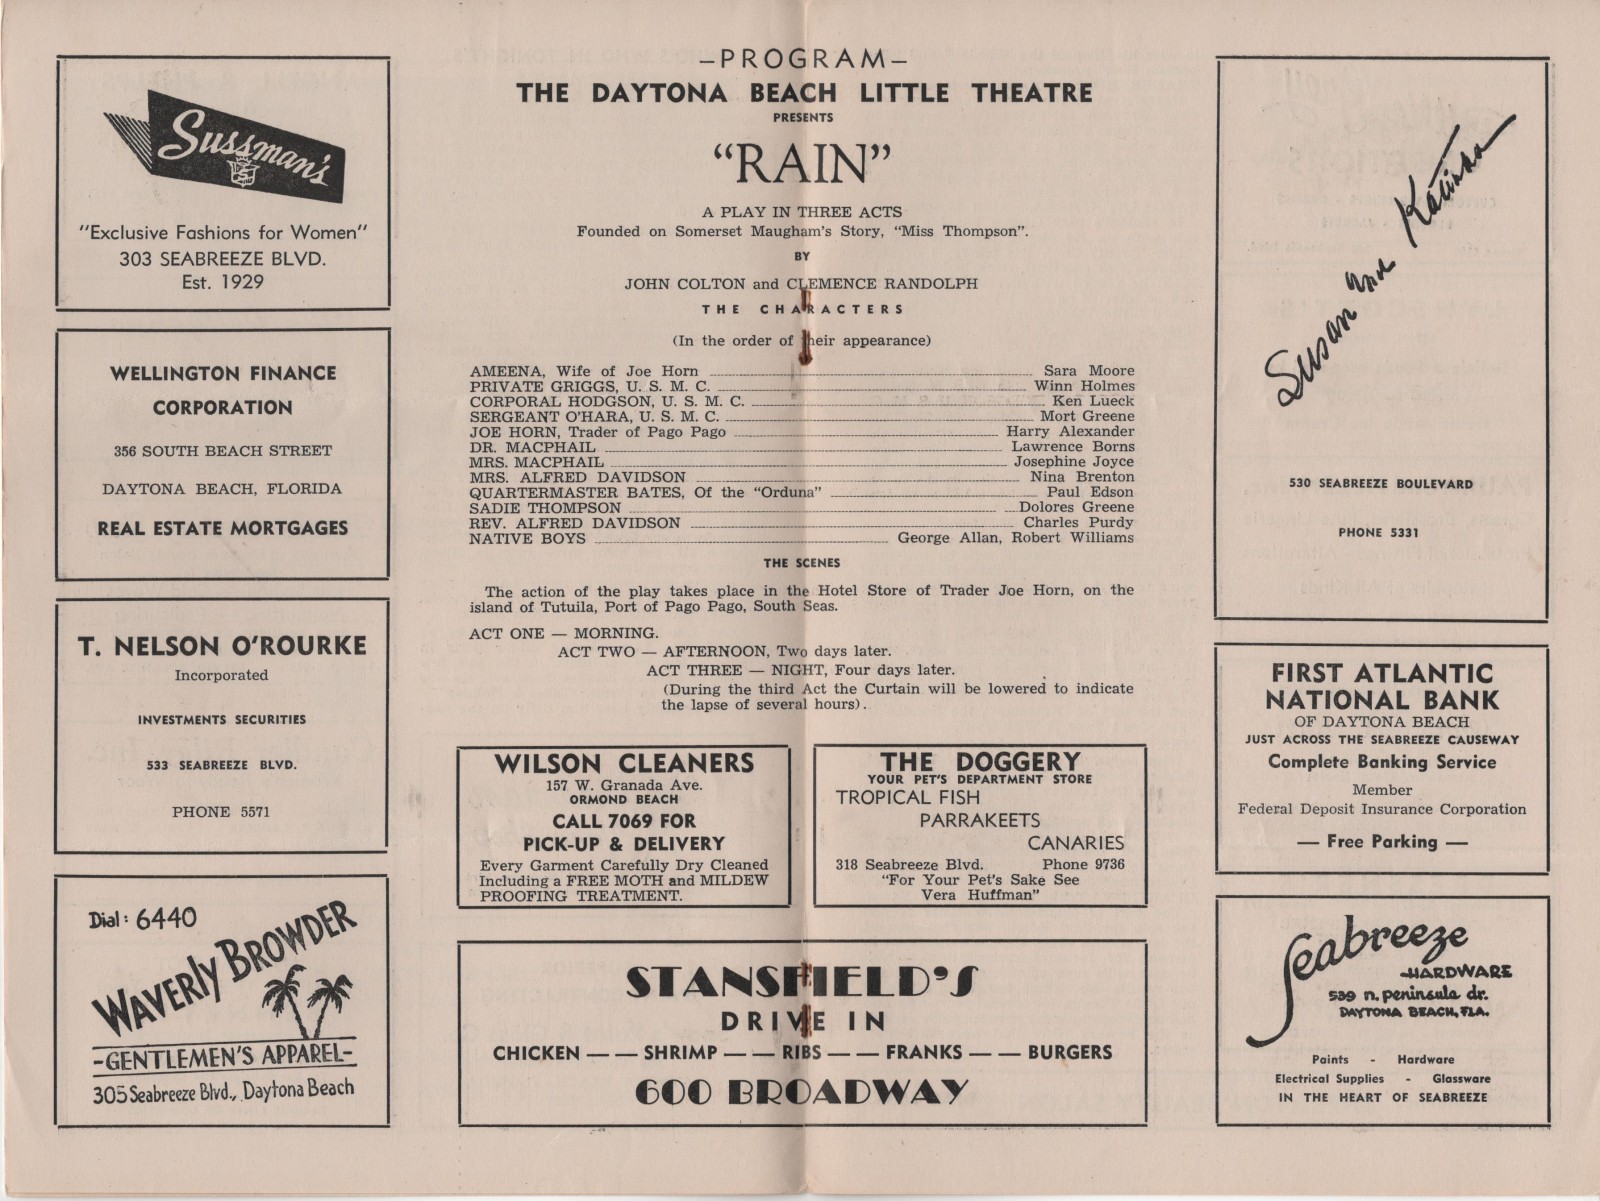 Sussman's
S
"Exclusive Fashions for Women"
303 SEABREEZE BLVD.
Est. 1929
WELLINGTON FINANCE
CORPORATION
356 SOUTH BEACH STREET
DAYTONA BEACH, FLORIDA
REAL ESTATE MORTGAGES
T. NELSON O'ROURKE
Incorporated
INVESTMENTS SECURITIES
533 SEABREEZE BLVD.
PHONE 5571
Dial: 6440
WAVERLY BROWDER
-GENTLEMEN'S APPAREL-
305 Seabreeze Blvd., Daytona Beach
—PROGRAM—
THE DAYTONA BEACH LITTLE THEATRE
PRESENTS
"RAIN"
A PLAY IN THREE ACTS
Founded on Somerset Maugham's Story, "Miss Thompson".
BY
JOHN COLTON and CLEMENCE RANDOLPH
THE CHARACTERS
(In the order of their appearance)
AMEENA, Wife of Joe Horn Sara Moore
PRIVATE GRIGGS, U. S. M. C. Winn Holmes
CORPORAL HODGSON, U. S. M. C. Ken Lueck
SERGEANT O'HARA, U. S. M. C. Mort Greene
JOE HORN, Trader of Pago Pago Harry Alexander
DR. MACPHAIL Lawrence Borns
MRS. MACPHAIL Josephine Joyce
MRS. ALFRED DAVIDSON Nina Brenton
QUARTERMASTER BATES, Of the "Orduna" Paul Edson
SADIE THOMPSON Dolores Greene
REV. ALFRED DAVIDSON Charles Purdy
NATIVE BOYS George Allan, Robert Williams
THE SCENES
The action of the play takes place in the Hotel Store of Trader Joe Horn, on the
island of Tutuila, Port of Pago Pago, South Seas.
ACT ONE — MORNING.
ACT TWO — AFTERNOON, Two days later.
ACT THREE — NIGHT, Four days later.
(During the third Act the Curtain will be lowered to indicate
the lapse of several hours).
WILSON CLEANERS
157 W. Granada Ave.
ORMOND BEACH
CALL 7069 FOR
PICK-UP & DELIVERY
Every Garment Carefully Dry Cleaned
Including a FREE MOTH and MILDEW
PROOFING TREATMENT.
THE DOGGERY
YOUR PET'S DEPARTMENT STORE
TROPICAL FISH
PARRAKEETS
CANARIES
318 Seabreeze Blvd. Phone 9736
"For Your Pet's Sake See
Vera Huffman"
STANSFIELD'S
DRIVE IN
CHICKEN — — SHRIMP — — RIBS — — FRANKS — — BURGERS
600 BROADWAY
Susan and Katinka
530 SEABREEZE BOULEVARD
PHONE 5331
FIRST ATLANTIC
NATIONAL BANK
OF DAYTONA BEACH
JUST ACROSS THE SEABREEZE CAUSEWAY
Complete Banking Service
Member
Federal Deposit Insurance Corporation
— Free Parking —
Seabreeze
HARDWARE
539 n. peninsula dr.
DAYTONA BEACH, FLA.
Paints - Hardware
Electrical Supplies - Glassware
IN THE HEART OF SEABREEZE